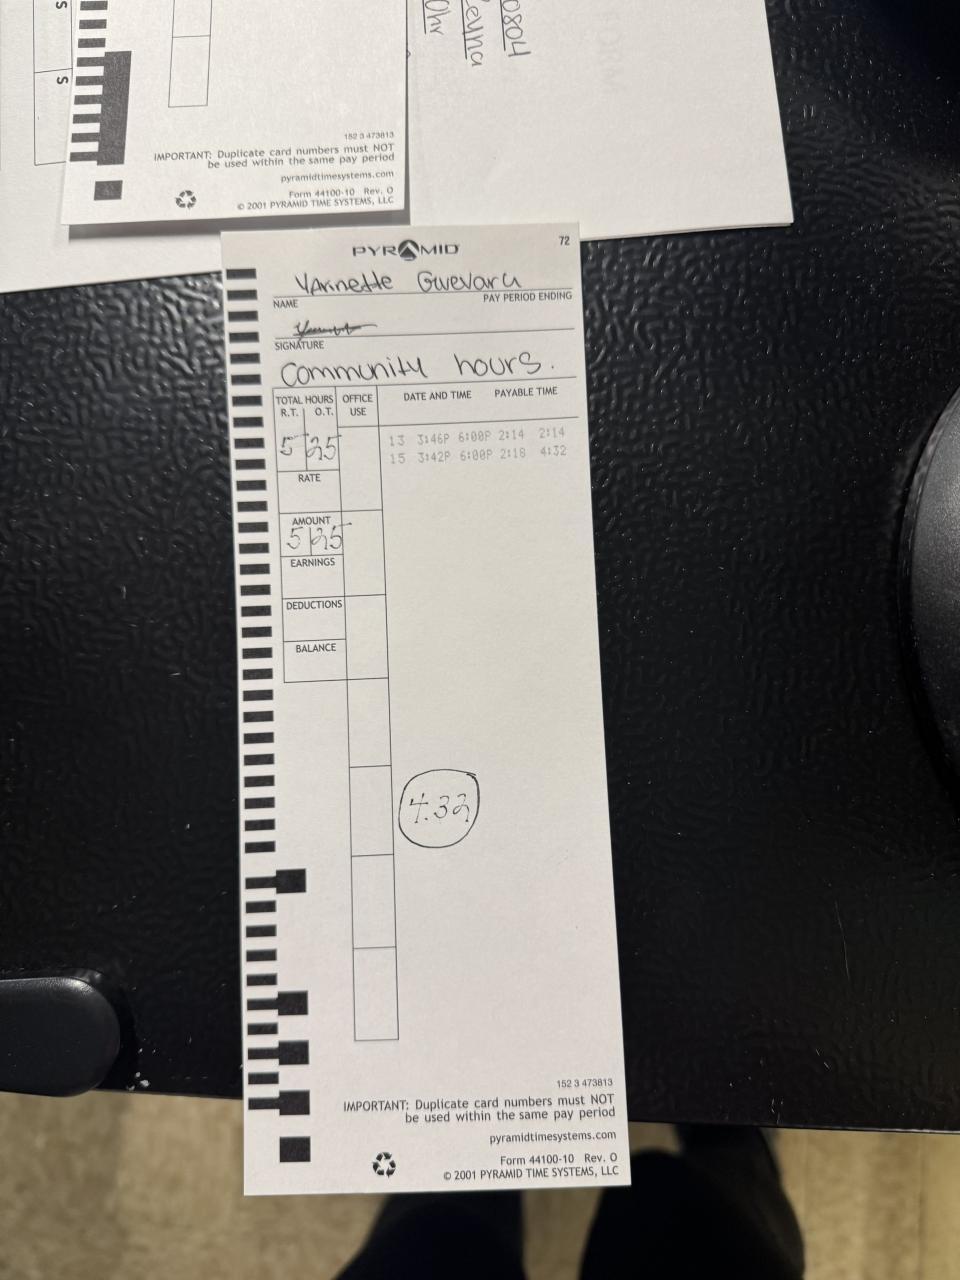 0804
Reyna
Ohr
S
S
152 3 473813
IMPORTANT: Duplicate card numbers must NOT
be used within the same pay period
pyramidtimesystems.com
Form 44100-10 Rev. O
© 2001 PYRAMID TIME SYSTEMS, LLC
PYRAMID
72
Yannette Guevara
NAME
PAY PERIOD ENDING
SIGNATURE
Community hours.
TOTAL HOURS
R.T. O.T.
OFFICE
USE
DATE AND TIME PAYABLE TIME
5 25
13 3:46P 6:00P 2:14 2:14
15 3:42P 6:00P 2:18 4:32
RATE
AMOUNT
5 25
EARNINGS
DEDUCTIONS
BALANCE
4.32
152 3 473813
IMPORTANT: Duplicate card numbers must NOT
be used within the same pay period
pyramidtimesystems.com
Form 44100-10 Rev. O
© 2001 PYRAMID TIME SYSTEMS, LLC